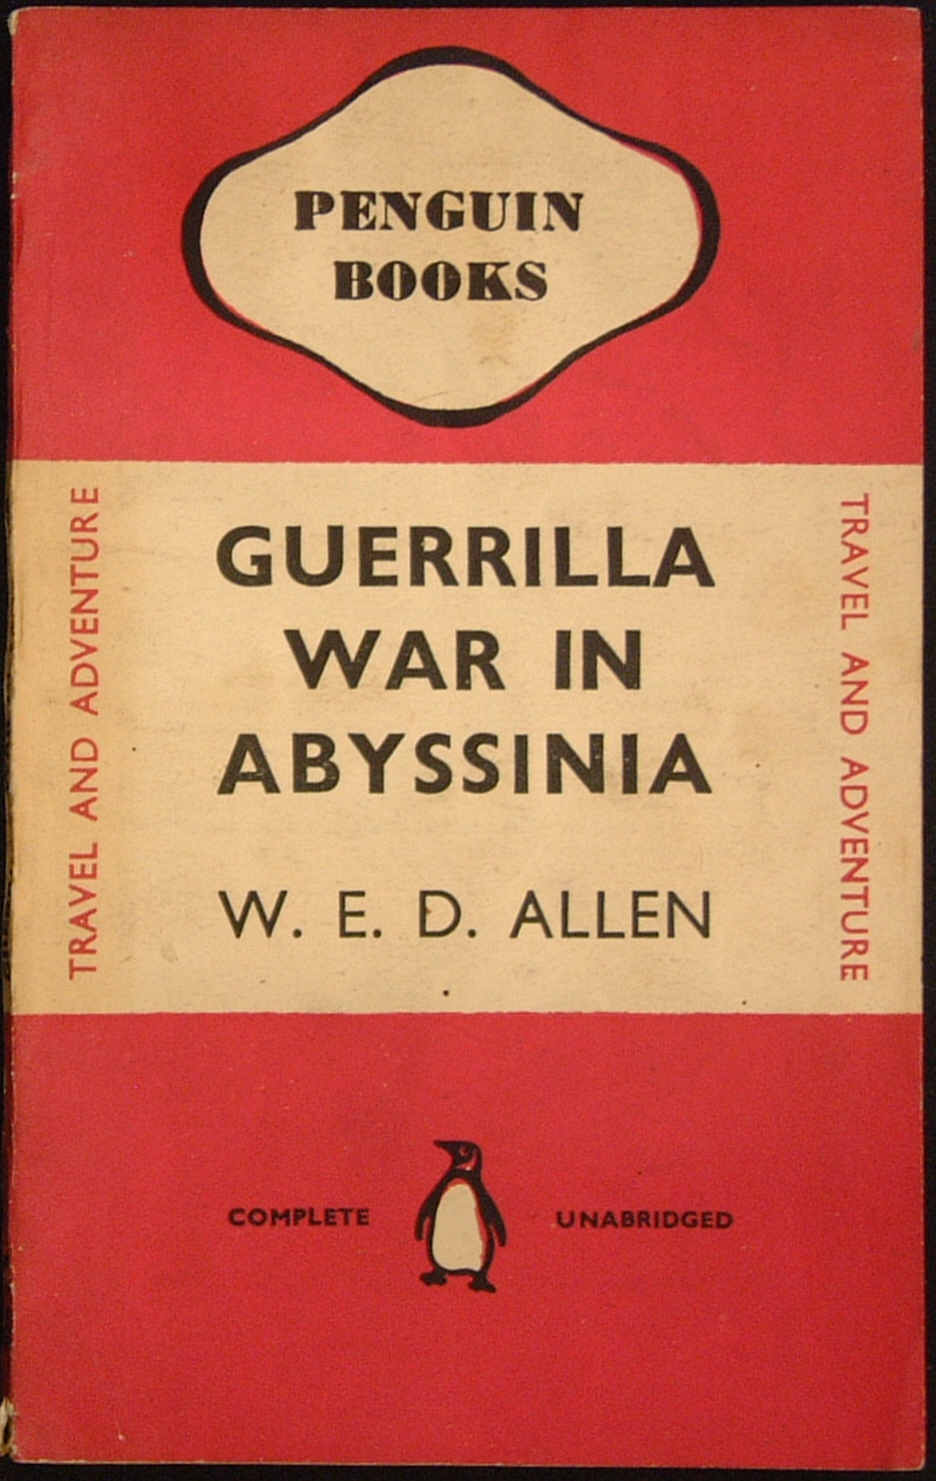 PENGUIN
BOOKS
TRAVEL AND ADVENTURE
GUERRILLA
WAR IN
ABYSSINIA
W. E. D. ALLEN
TRAVEL AND ADVENTURE
COMPLETE
UNABRIDGED